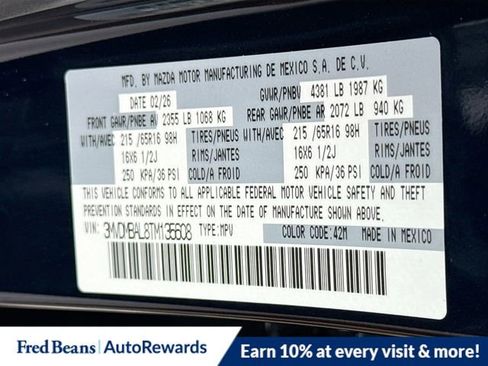 MFD. BY MAZDA MOTOR MANUFACTURING DE MEXICO S.A. DE C.V.
DATE 02/26 GVWR/PNBV 4381 LB 1987 KG
FRONT GAWR/PNBE AV 2355 LB 1068 KG REAR GAWR/PNBE AR 2072 LB 940 KG
WITH/AVEC 215 /65R16 98H TIRES/PNEUS WITH/AVEC 215 /65R16 98H TIRES/PNEUS
16X6 1/2J RIMS/JANTES 16X6 1/2J RIMS/JANTES
250 KPA/36 PSI COLD/A FROID 250 KPA/36 PSI COLD/A FROID
THIS VEHICLE CONFORMS TO ALL APPLICABLE FEDERAL MOTOR VEHICLE SAFETY AND THEFT
PREVENTION STANDARDS IN EFFECT ON THE DATE OF MANUFACTURE SHOWN ABOVE.
VIN: 3MVDMBAL8TM135608 TYPE:MPV COLOR CODE:42M MADE IN MEXICO
Fred Beans AutoRewards Earn 10% at every visit & more!